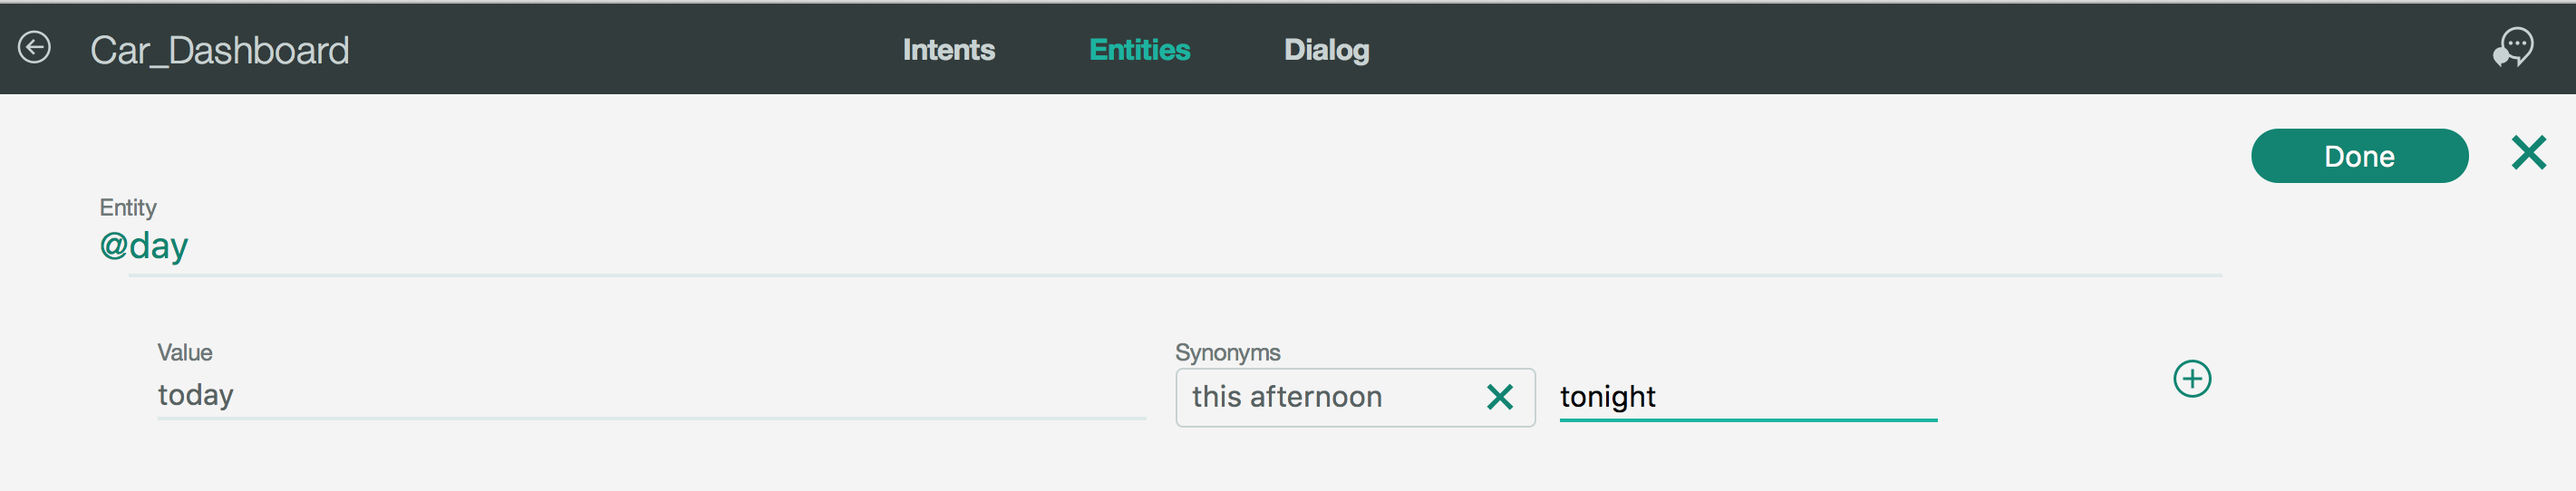 Car_Dashboard Intents Entities Dialog
Done
Entity
@day
Value Synonyms
today this afternoon tonight